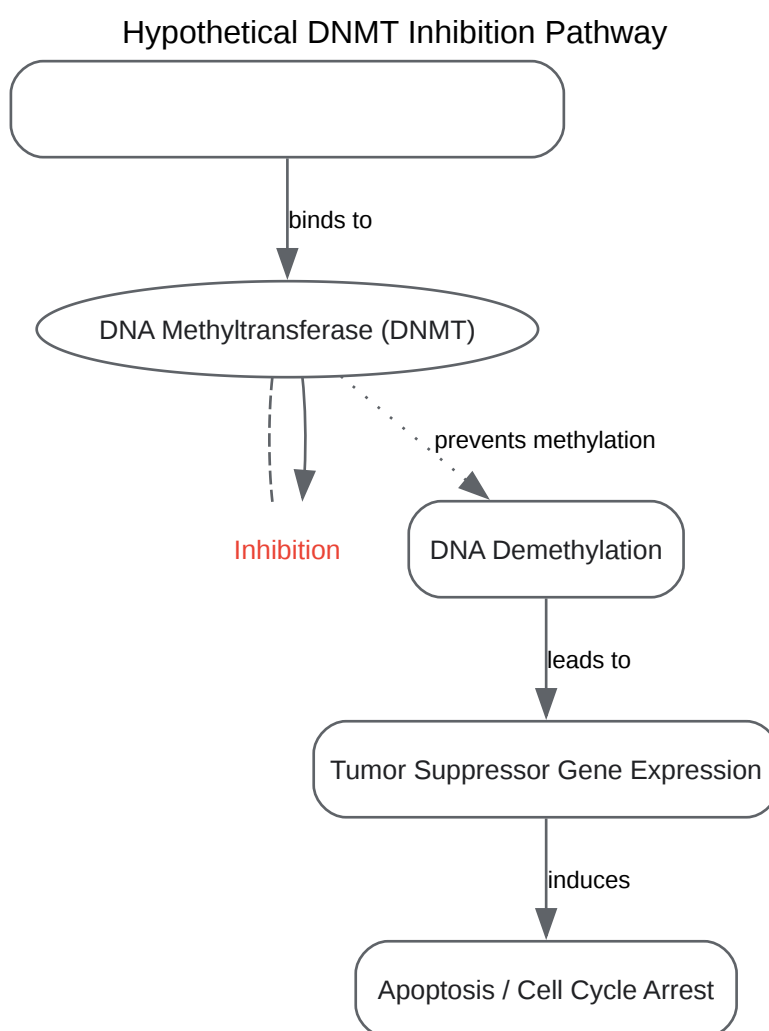 Hypothetical DNMT Inhibition Pathway
binds to
DNA Methyltransferase (DNMT)
prevents methylation
Inhibition
DNA Demethylation
leads to
Tumor Suppressor Gene Expression
induces
Apoptosis / Cell Cycle Arrest